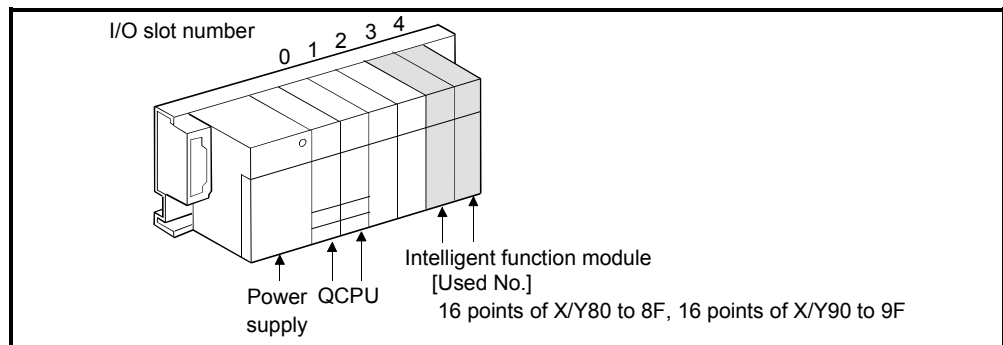 I/O slot number
0 1 2 3 4
Intelligent function module
[Used No.]
16 points of X/Y80 to 8F, 16 points of X/Y90 to 9F
Power
supply
QCPU